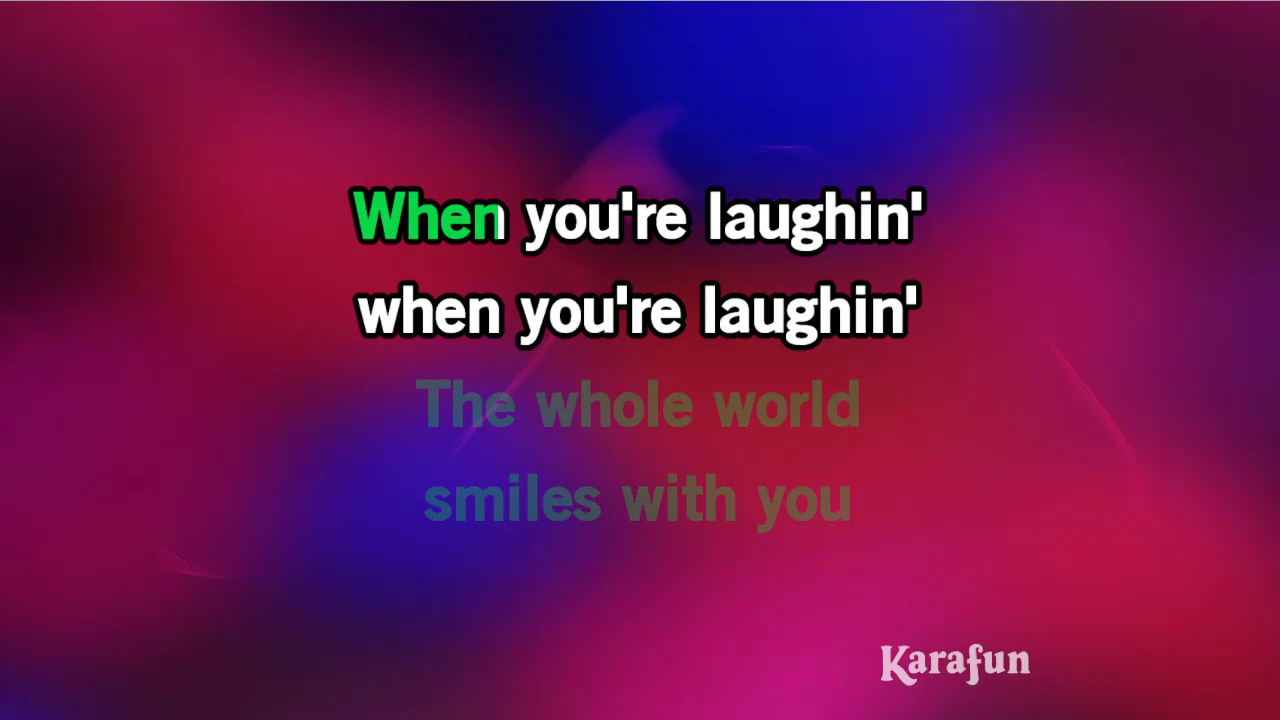 When you're laughin'
when you're laughin'
The whole world
smiles with you
Karafun